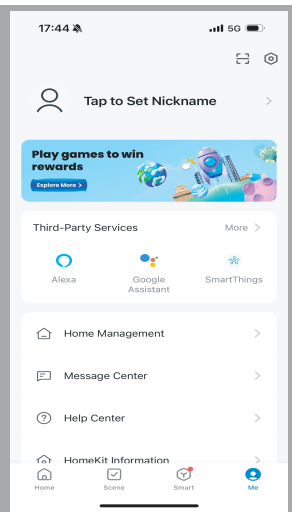 17:44
5G
Tap to Set Nickname
Play games to win
rewards
Explore More >
Third-Party Services
More >
Alexa
Google
Assistant
SmartThings
Home Management
Message Center
Help Center
HomeKit Information
Home
Scene
Smart
Me